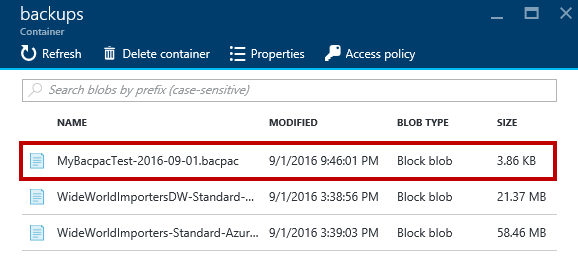 backups
Container
Refresh Delete container Properties Access policy
Search blobs by prefix (case-sensitive)
NAME MODIFIED BLOB TYPE SIZE
MyBacpacTest-2016-09-01.bacpac 9/1/2016 9:46:01 PM Block blob 3.86 KB
WideWorldImportersDW-Standard-... 9/1/2016 3:38:56 PM Block blob 21.37 MB
WideWorldImporters-Standard-Azur... 9/1/2016 3:39:03 PM Block blob 58.46 MB